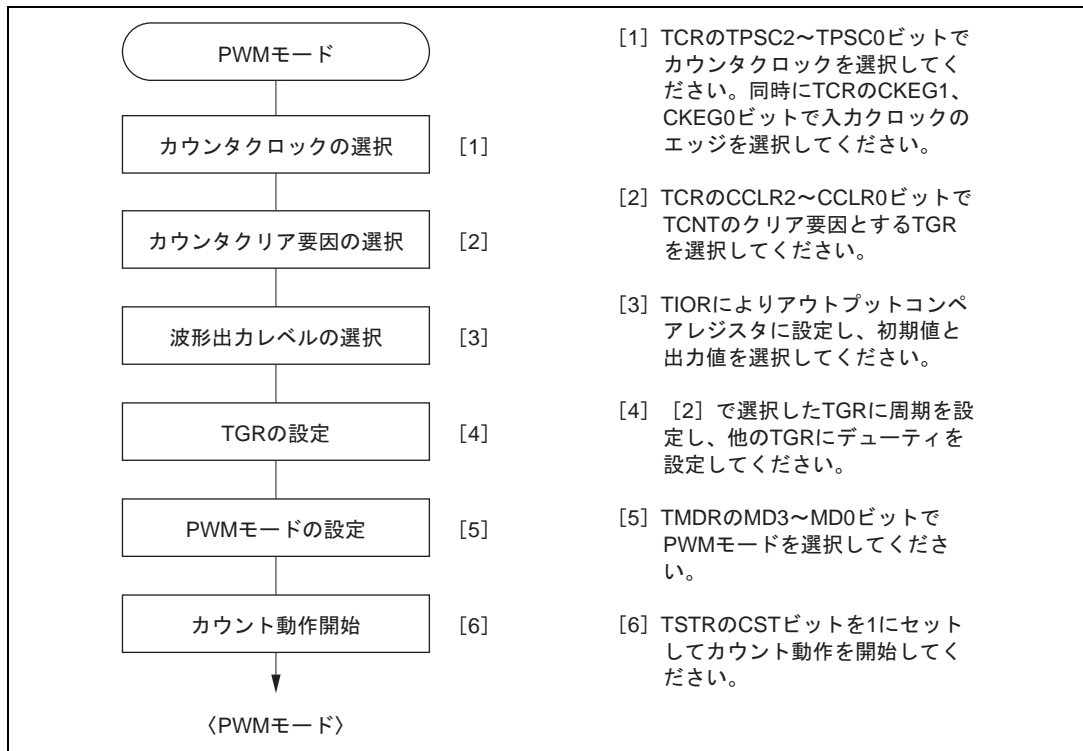 PWMモード
カウンタクロックの選択 [1]
カウンタクリア要因の選択 [2]
波形出力レベルの選択 [3]
TGRの設定 [4]
PWMモードの設定 [5]
カウント動作開始 [6]
〈PWMモード〉
[1] TCRのTPSC2～TPSC0ビットで
カウンタクロックを選択してく
ださい。同時にTCRのCKEG1、
CKEG0ビットで入力クロックの
エッジを選択してください。
[2] TCRのCCLR2～CCLR0ビットで
TCNTのクリア要因とするTGR
を選択してください。
[3] TIORによりアウトプットコンペ
アレジスタに設定し、初期値と
出力値を選択してください。
[4] [2]で選択したTGRに周期を設
定し、他のTGRにデューティを
設定してください。
[5] TMDRのMD3～MD0ビットで
PWMモードを選択してくださ
い。
[6] TSTRのCSTビットを1にセット
してカウント動作を開始してく
ださい。